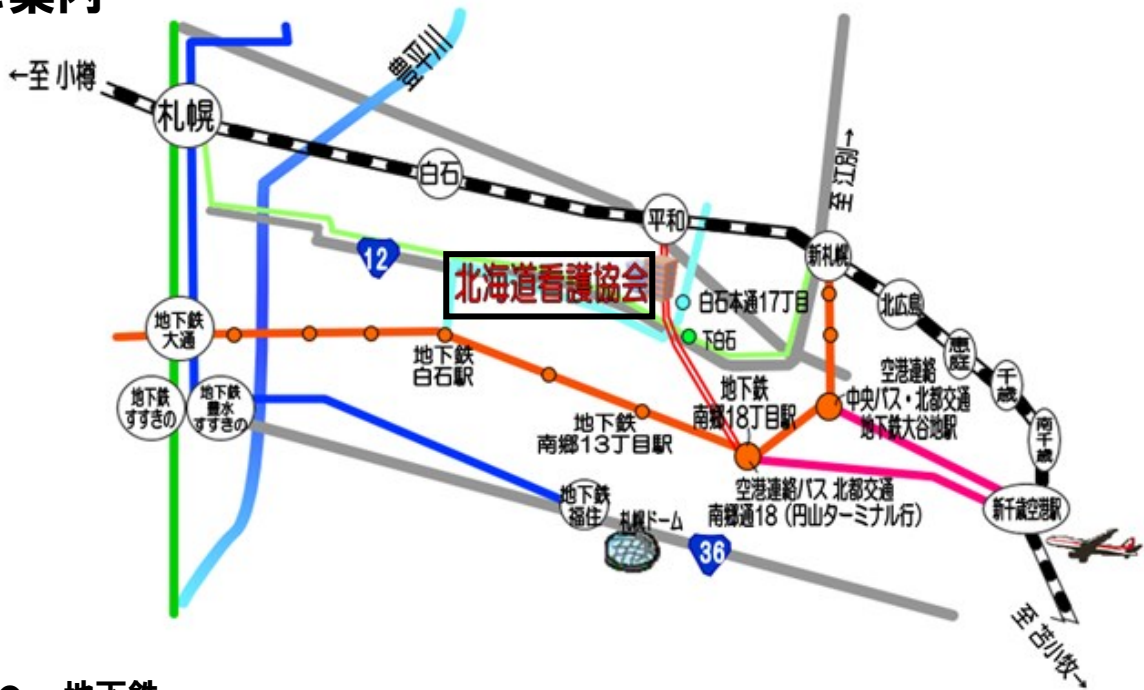 案内
←至 小樽
札幌
豊平川
白石
平和
至 江別→
新札幌
12
北海道看護協会
白石本通17丁目
下白石
北広島
恵庭
千歳
南千歳
地下鉄
大通
地下鉄
白石駅
地下鉄
すすきの
地下鉄
豊水
すすきの
地下鉄
南郷13丁目駅
地下鉄
南郷18丁目駅
空港連絡
中央バス・北都交通
地下鉄大谷地駅
空港連絡バス 北都交通
南郷通18（円山ターミナル行）
新千歳空港駅
地下鉄
福住
札幌ドーム
36
至 苫小牧→
地下鉄